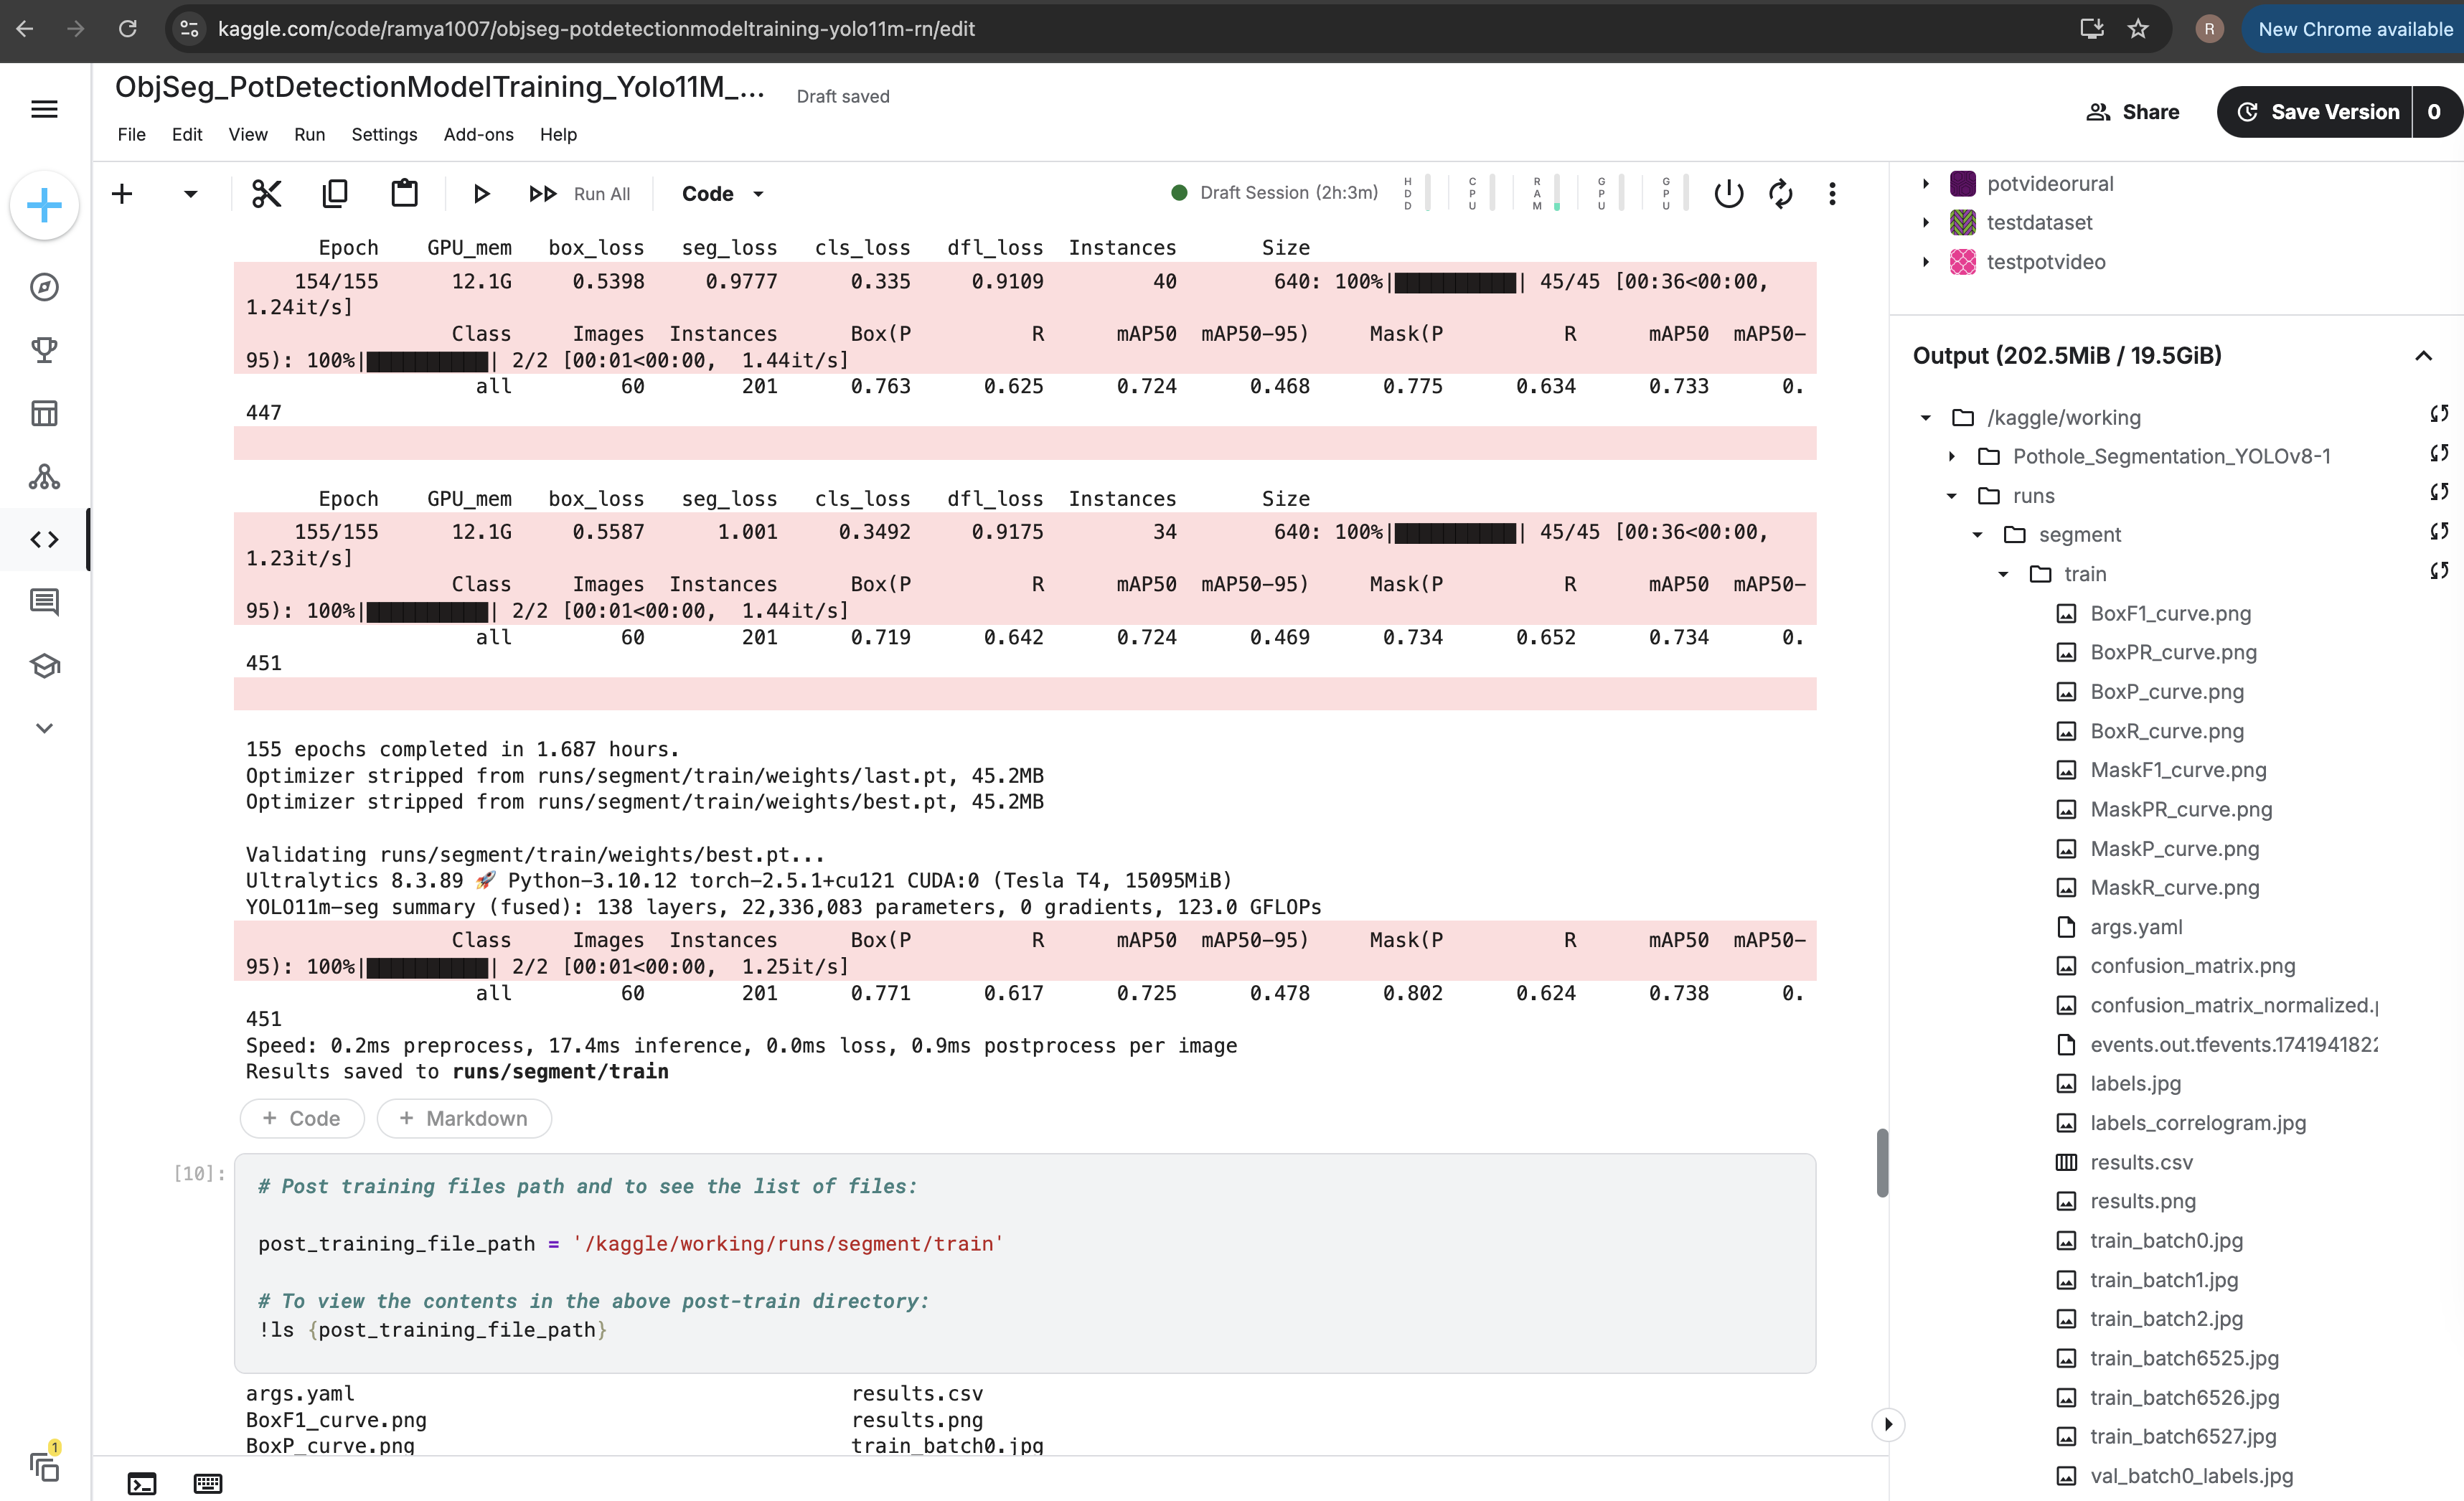 kaggle.com/code/ramya1007/objseg-potdetectionmodeltraining-yolo11m-rn/edit
R
New Chrome available
ObjSeg_PotDetectionModelTraining_Yolo11M_...
Draft saved
File Edit View Run Settings Add-ons Help
Share
Save Version 0
Run All
Code
Draft Session (2h:3m)
HDD
CPU
RAM
GPU
GPU
Epoch GPU_mem box_loss seg_loss cls_loss dfl_loss Instances Size
154/155 12.1G 0.5398 0.9777 0.335 0.9109 40 640: 100%|██████████| 45/45 [00:36<00:00,
1.24it/s]
Class Images Instances Box(P R mAP50 mAP50-95) Mask(P R mAP50 mAP50-
95): 100%|██████████| 2/2 [00:01<00:00, 1.44it/s]
all 60 201 0.763 0.625 0.724 0.468 0.775 0.634 0.733 0.
447
Epoch GPU_mem box_loss seg_loss cls_loss dfl_loss Instances Size
155/155 12.1G 0.5587 1.001 0.3492 0.9175 34 640: 100%|██████████| 45/45 [00:36<00:00,
1.23it/s]
Class Images Instances Box(P R mAP50 mAP50-95) Mask(P R mAP50 mAP50-
95): 100%|██████████| 2/2 [00:01<00:00, 1.44it/s]
all 60 201 0.719 0.642 0.724 0.469 0.734 0.652 0.734 0.
451
155 epochs completed in 1.687 hours.
Optimizer stripped from runs/segment/train/weights/last.pt, 45.2MB
Optimizer stripped from runs/segment/train/weights/best.pt, 45.2MB
Validating runs/segment/train/weights/best.pt...
Ultralytics 8.3.89 🚀 Python-3.10.12 torch-2.5.1+cu121 CUDA:0 (Tesla T4, 15095MiB)
YOLO11m-seg summary (fused): 138 layers, 22,336,083 parameters, 0 gradients, 123.0 GFLOPs
Class Images Instances Box(P R mAP50 mAP50-95) Mask(P R mAP50 mAP50-
95): 100%|██████████| 2/2 [00:01<00:00, 1.25it/s]
all 60 201 0.771 0.617 0.725 0.478 0.802 0.624 0.738 0.
451
Speed: 0.2ms preprocess, 17.4ms inference, 0.0ms loss, 0.9ms postprocess per image
Results saved to runs/segment/train
+ Code + Markdown
[10]:
# Post training files path and to see the list of files:
post_training_file_path = '/kaggle/working/runs/segment/train'
# To view the contents in the above post-train directory:
!ls {post_training_file_path}
args.yaml results.csv
BoxF1_curve.png results.png
BoxP_curve.png train_batch0.jpg
1
potvideorural
testdataset
testpotvideo
Output (202.5MiB / 19.5GiB)
/kaggle/working
Pothole_Segmentation_YOLOv8-1
runs
segment
train
BoxF1_curve.png
BoxPR_curve.png
BoxP_curve.png
BoxR_curve.png
MaskF1_curve.png
MaskPR_curve.png
MaskP_curve.png
MaskR_curve.png
args.yaml
confusion_matrix.png
confusion_matrix_normalized.p
events.out.tfevents.1741941822
labels.jpg
labels_correlogram.jpg
results.csv
results.png
train_batch0.jpg
train_batch1.jpg
train_batch2.jpg
train_batch6525.jpg
train_batch6526.jpg
train_batch6527.jpg
val_batch0_labels.jpg